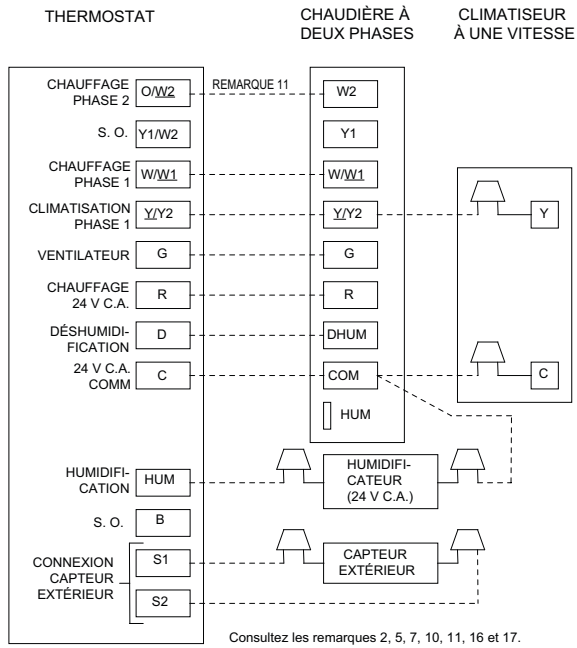 THERMOSTAT
CHAUDIÈRE À
DEUX PHASES
CLIMATISEUR
À UNE VITESSE
CHAUFFAGE
PHASE 2
O/W2
REMARQUE 11
W2
S. O.
Y1/W2
Y1
CHAUFFAGE
PHASE 1
W/W1
W/W1
CLIMATISATION
PHASE 1
Y/Y2
Y/Y2
Y
VENTILATEUR
G
G
CHAUFFAGE
24 V C.A.
R
R
DÉSHUMIDI-
FICATION
D
DHUM
24 V C.A.
COMM
C
COM
C
HUM
HUMIDIFI-
CATION
HUM
HUMIDIFI-
CATEUR
(24 V C.A.)
S. O.
B
CONNEXION
CAPTEUR
EXTÉRIEUR
S1
CAPTEUR
EXTÉRIEUR
S2
Consultez les remarques 2, 5, 7, 10, 11, 16 et 17.